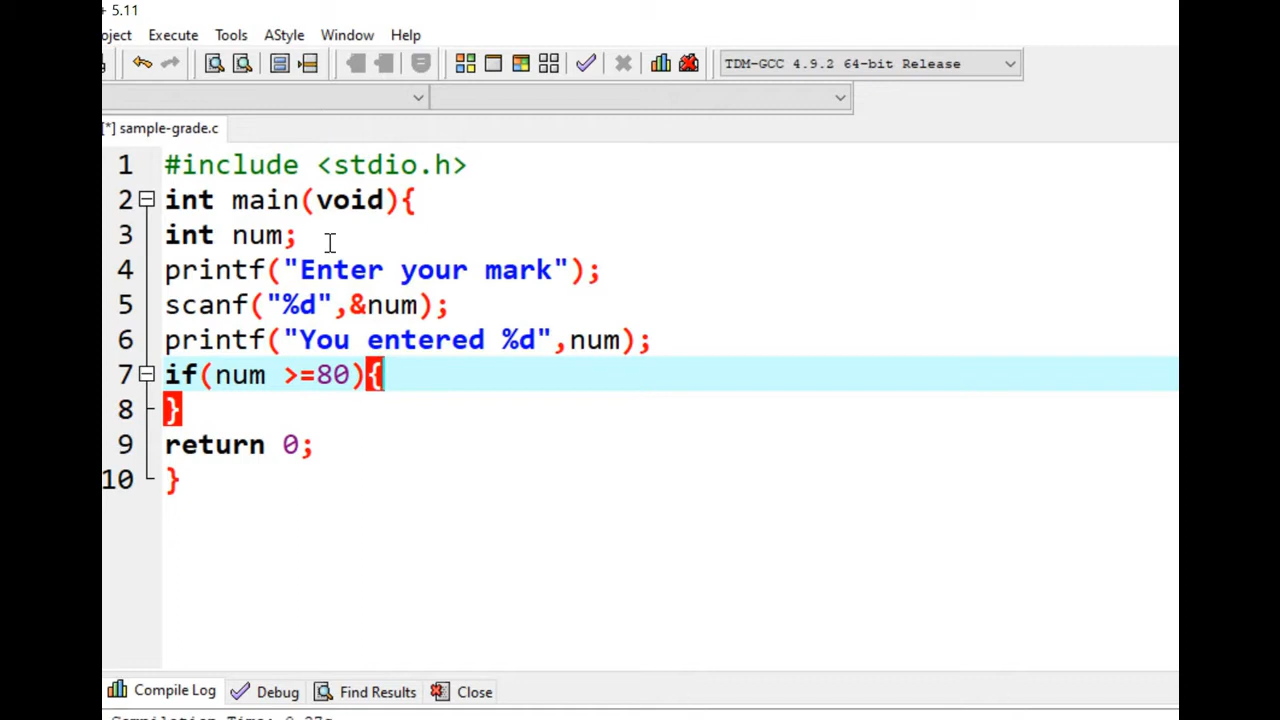 + 5.11
oject Execute Tools AStyle Window Help
TDM-GCC 4.9.2 64-bit Release
[*] sample-grade.c
1 #include <stdio.h>
2 int main(void){
3 int num;
4 printf("Enter your mark");
5 scanf("%d",&num);
6 printf("You entered %d",num);
7 if(num >=80){
8 }
9 return 0;
10 }
Compile Log Debug Find Results Close